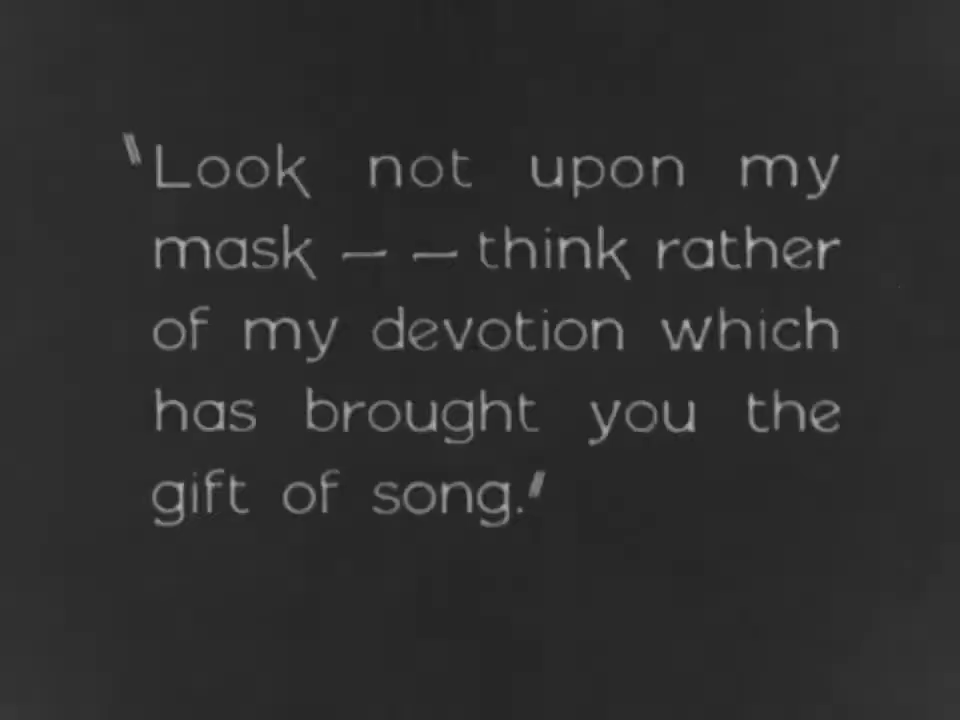 "Look not upon my
mask — — think rather
of my devotion which
has brought you the
gift of song."